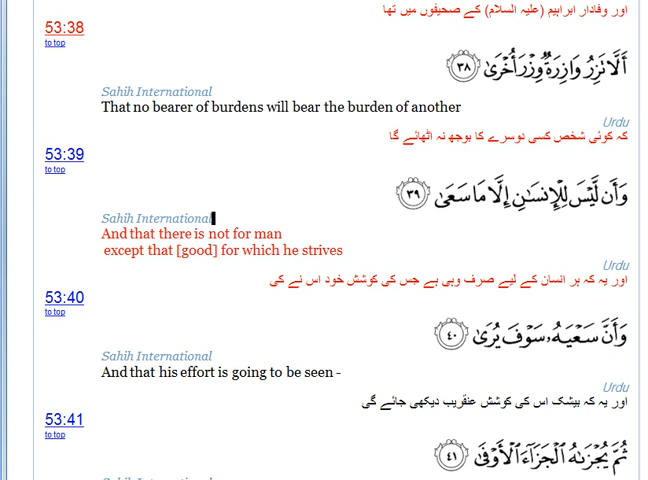 اور وفادار ابراہیم (علیہ السلام) کے صحیفوں میں تھا
53:38
to top
أَلَّا تَزِرُ وَازِرَةٌ وِزْرَ أُخْرَىٰ ٣٨
Sahih International
That no bearer of burdens will bear the burden of another
Urdu
کہ کوئی شخص کسی دوسرے کا بوجھ نہ اٹھائے گا
53:39
to top
وَأَن لَّيْسَ لِلْإِنسَـٰنِ إِلَّا مَا سَعَىٰ ٣٩
Sahih International
And that there is not for man
except that [good] for which he strives
Urdu
اور یہ کہ ہر انسان کے لیے صرف وہی ہے جس کی کوشش خود اس نے کی
53:40
to top
وَأَنَّ سَعْيَهُۥ سَوْفَ يُرَىٰ ٤٠
Sahih International
And that his effort is going to be seen -
Urdu
اور یہ کہ بیشک اس کی کوشش عنقریب دیکھی جائے گی
53:41
to top
ثُمَّ يُجْزَىٰهُ الْجَزَاءَ الْأَوْفَىٰ ٤١
Sahih International